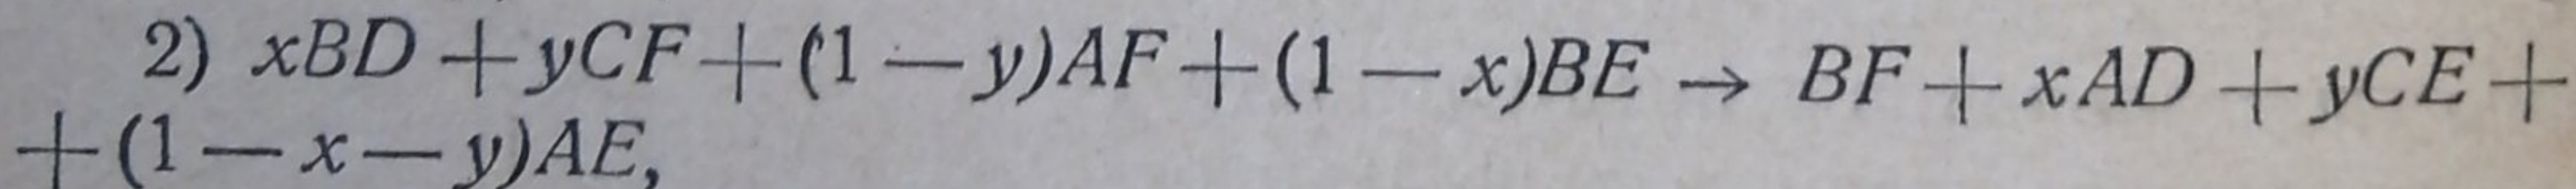 2) xBD + yCF + (1 — y)AF + (1 — x)BE → BF + xAD + yCE +
+ (1 — x — y)AE,